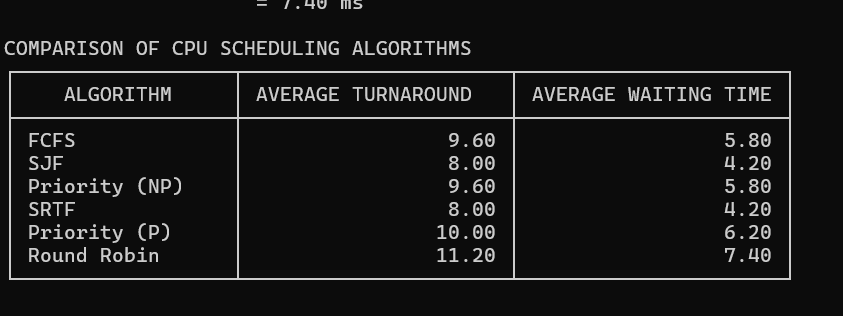 = 7.40 ms
COMPARISON OF CPU SCHEDULING ALGORITHMS
ALGORITHM AVERAGE TURNAROUND AVERAGE WAITING TIME
FCFS 9.60 5.80
SJF 8.00 4.20
Priority (NP) 9.60 5.80
SRTF 8.00 4.20
Priority (P) 10.00 6.20
Round Robin 11.20 7.40